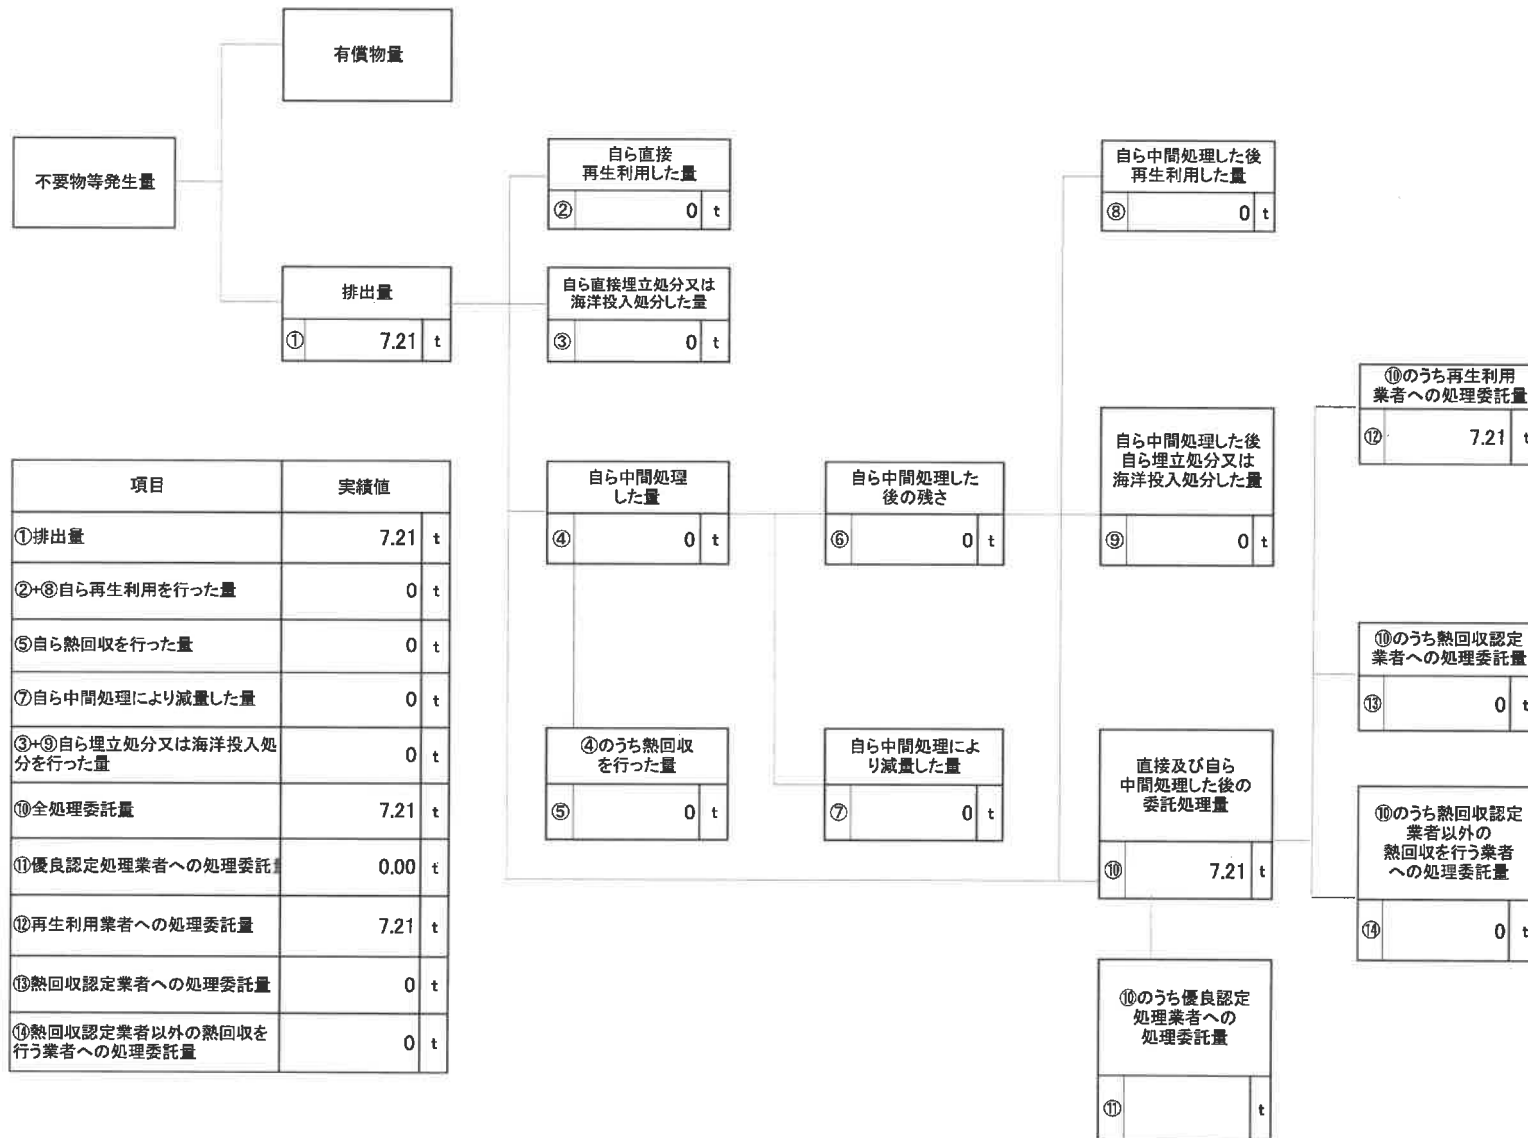 有償物量
不要物等発生量
排出量
① 7.21 t
自ら直接
再生利用した量
② 0 t
自ら直接埋立処分又は
海洋投入処分した量
③ 0 t
自ら中間処理
した量
④ 0 t
④のうち熱回収
を行った量
⑤ 0 t
自ら中間処理した
後の残さ
⑥ 0 t
自ら中間処理によ
り減量した量
⑦ 0 t
自ら中間処理した後
再生利用した量
⑧ 0 t
自ら中間処理した後
自ら埋立処分又は
海洋投入処分した量
⑨ 0 t
直接及び自ら
中間処理した後の
委託処理量
⑩ 7.21 t
⑩のうち優良認定
処理業者への
処理委託量
⑪ t
⑩のうち再生利用
業者への処理委託量
⑫ 7.21 t
⑩のうち熱回収認定
業者への処理委託量
⑬ 0 t
⑩のうち熱回収認定
業者以外の
熱回収を行う業者
への処理委託量
⑭ 0 t
項目 実績値
①排出量 7.21 t
②+⑧自ら再生利用を行った量 0 t
⑤自ら熱回収を行った量 0 t
⑦自ら中間処理により減量した量 0 t
③+⑨自ら埋立処分又は海洋投入処
分を行った量 0 t
⑩全処理委託量 7.21 t
⑪優良認定処理業者への処理委託 0.00 t
⑫再生利用業者への処理委託量 7.21 t
⑬熱回収認定業者への処理委託量 0 t
⑭熱回収認定業者以外の熱回収を
行う業者への処理委託量 0 t